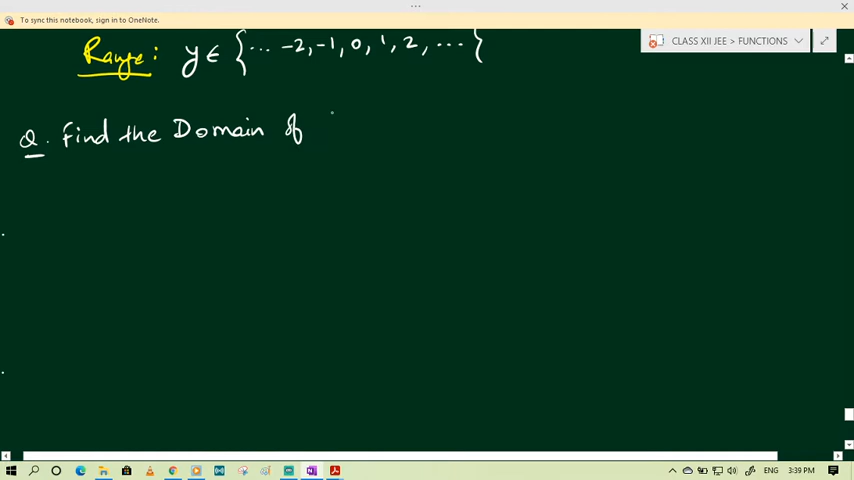 ...
To sync this notebook, sign in to OneNote.
CLASS XII JEE > FUNCTIONS
Range: y ∈ {... -2, -1, 0, 1, 2, ...}
Q. Find the Domain of
ENG 3:39 PM